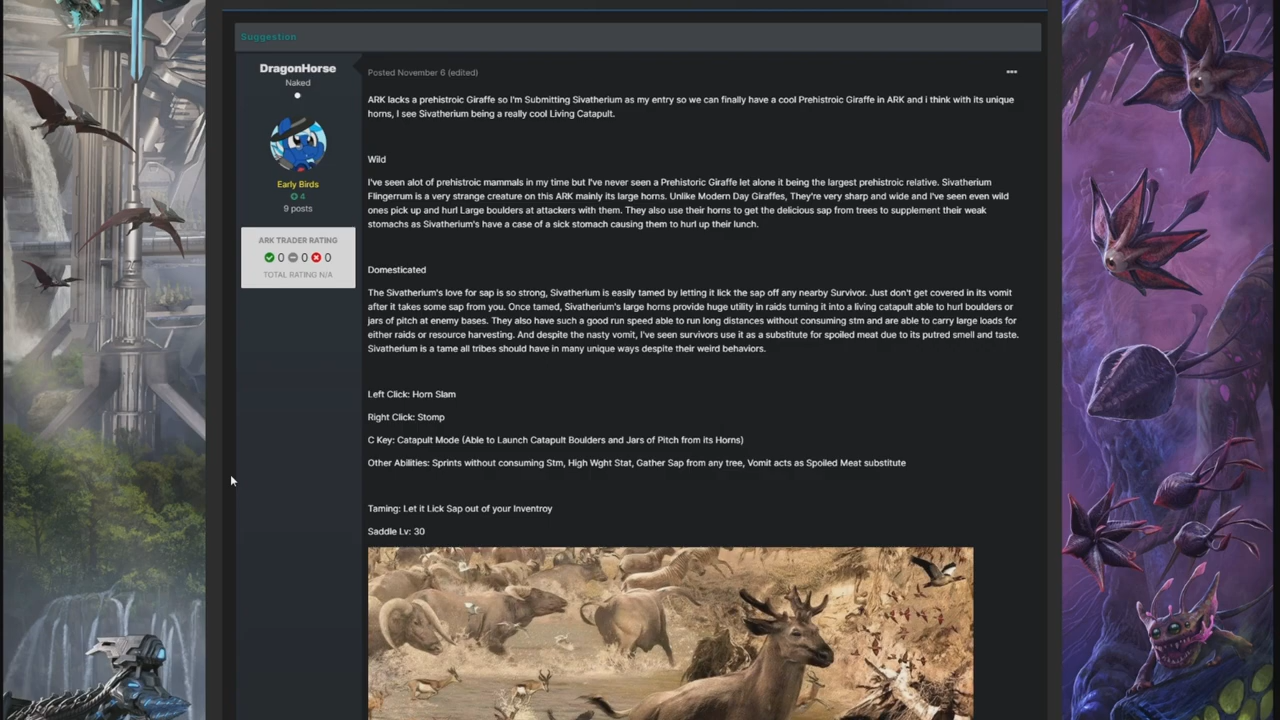 Suggestion
DragonHorse
Naked
Early Birds
4
9 posts
ARK TRADER RATING
0 0 0
TOTAL RATING N/A
Posted November 6 (edited)
ARK lacks a prehistroic Giraffe so I'm Submitting Sivatherium as my entry so we can finally have a cool Prehistroic Giraffe in ARK and i think with its unique
horns, I see Sivatherium being a really cool Living Catapult.
Wild
I've seen alot of prehistroic mammals in my time but I've never seen a Prehistoric Giraffe let alone it being the largest prehistroic relative. Sivatherium
Flingerrum is a very strange creature on this ARK mainly its large horns. Unlike Modern Day Giraffes, They're very sharp and wide and I've seen even wild
ones pick up and hurl Large boulders at attackers with them. They also use their horns to get the delicious sap from trees to supplement their weak
stomachs as Sivatherium's have a case of a sick stomach causing them to hurl up their lunch.
Domesticated
The Sivatherium's love for sap is so strong, Sivatherium is easily tamed by letting it lick the sap off any nearby Survivor. Just don't get covered in its vomit
after it takes some sap from you. Once tamed, Sivatherium's large horns provide huge utility in raids turning it into a living catapult able to hurl boulders or
jars of pitch at enemy bases. They also have such a good run speed able to run long distances without consuming stm and are able to carry large loads for
either raids or resource harvesting. And despite the nasty vomit, I've seen survivors use it as a substitute for spoiled meat due to its putred smell and taste.
Sivatherium is a tame all tribes should have in many unique ways despite their weird behaviors.
Left Click: Horn Slam
Right Click: Stomp
C Key: Catapult Mode (Able to Launch Catapult Boulders and Jars of Pitch from its Horns)
Other Abilities: Sprints without consuming Stm, High Wght Stat, Gather Sap from any tree, Vomit acts as Spoiled Meat substitute
Taming: Let it Lick Sap out of your Inventroy
Saddle Lv: 30